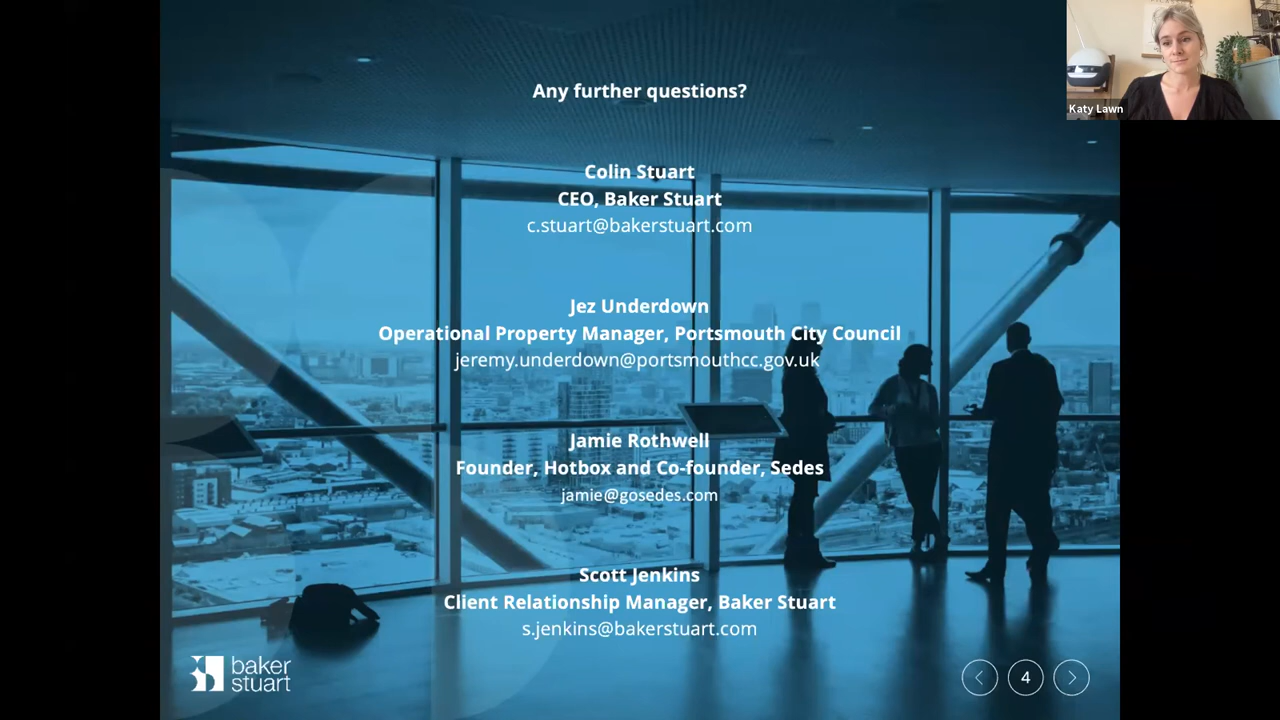 Any further questions?
Colin Stuart
CEO, Baker Stuart
c.stuart@bakerstuart.com
Jez Underdown
Operational Property Manager, Portsmouth City Council
jeremy.underdown@portsmouthcc.gov.uk
Jamie Rothwell
Founder, Hotbox and Co-founder, Sedes
jamie@gosedes.com
Scott Jenkins
Client Relationship Manager, Baker Stuart
s.jenkins@bakerstuart.com
baker
stuart
4
Katy Lawn